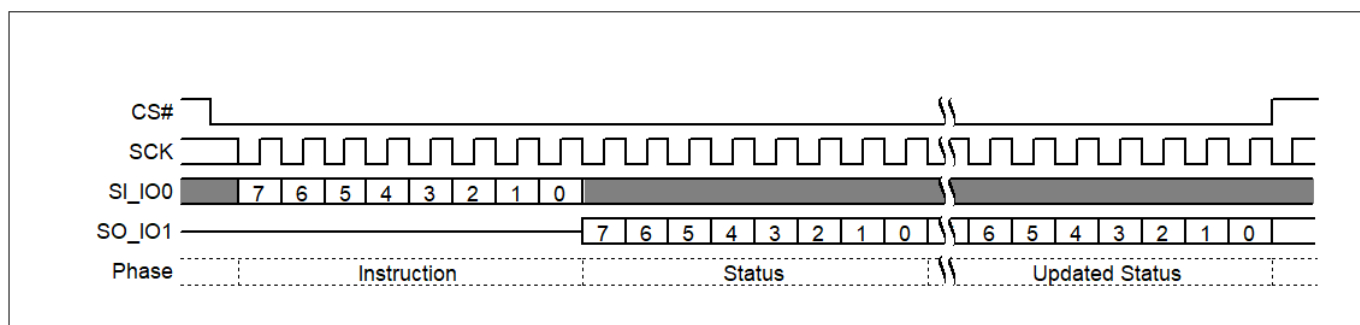 CS#
SCK
SI_IO0 7 6 5 4 3 2 1 0
SO_IO1 7 6 5 4 3 2 1 0 6 5 4 3 2 1 0
Phase Instruction Status Updated Status